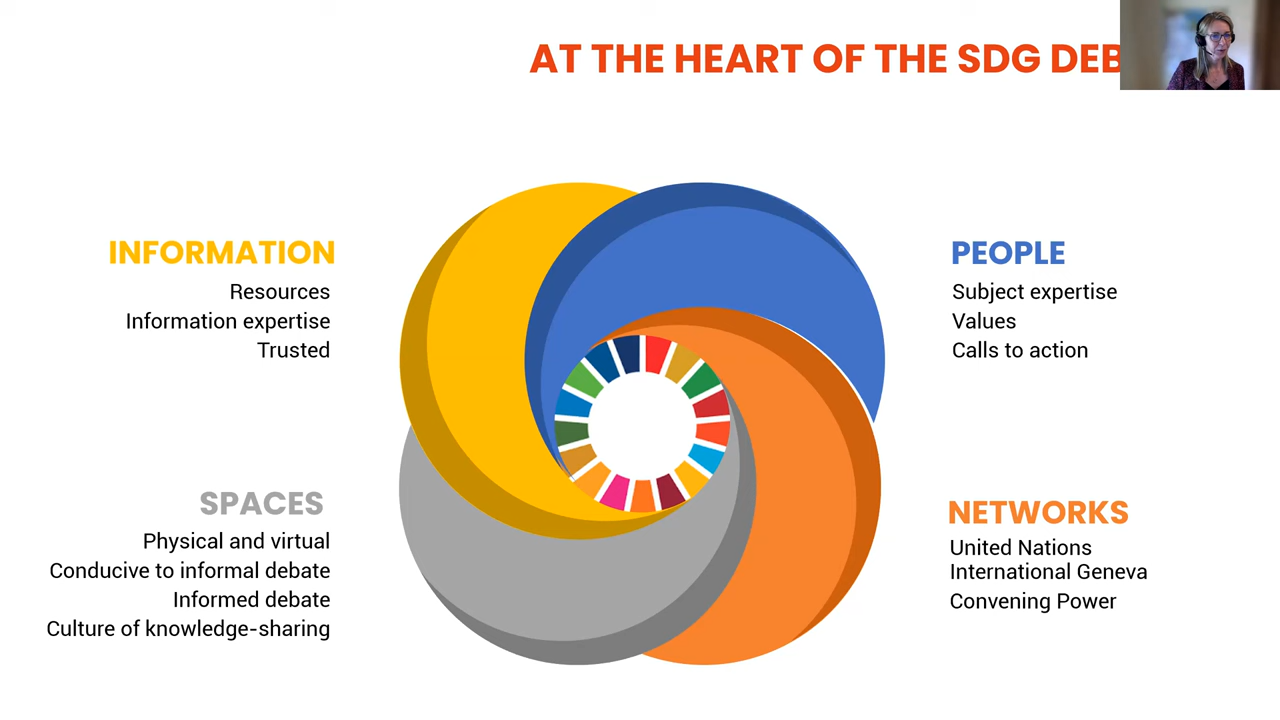 AT THE HEART OF THE SDG
INFORMATION
Resources
Information expertise
Trusted
PEOPLE
Subject expertise
Values
Calls to action
SPACES
Physical and virtual
Conducive to informal debate
Informed debate
Culture of knowledge-sharing
NETWORKS
United Nations
International Geneva
Convening Power